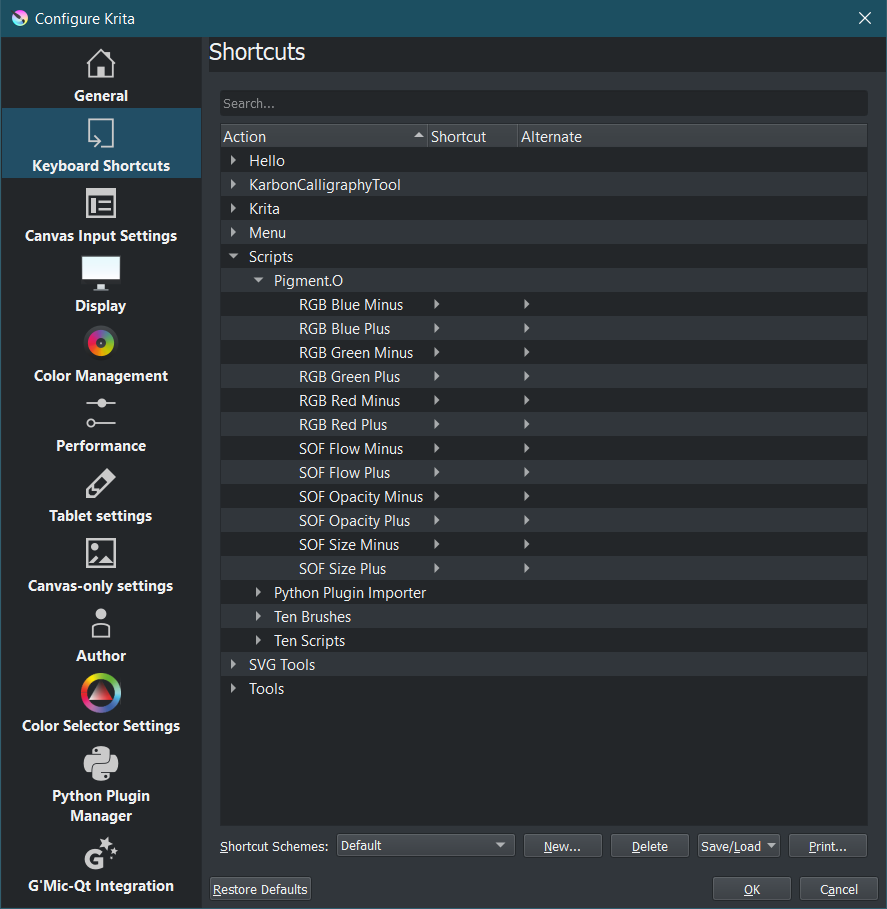 Configure Krita
General
Keyboard Shortcuts
Canvas Input Settings
Display
Color Management
Performance
Tablet settings
Canvas-only settings
Author
Color Selector Settings
Python Plugin
Manager
G'Mic-Qt Integration
Shortcuts
Search...
Action Shortcut Alternate
Hello
KarbonCalligraphyTool
Krita
Menu
Scripts
Pigment.O
RGB Blue Minus
RGB Blue Plus
RGB Green Minus
RGB Green Plus
RGB Red Minus
RGB Red Plus
SOF Flow Minus
SOF Flow Plus
SOF Opacity Minus
SOF Opacity Plus
SOF Size Minus
SOF Size Plus
Python Plugin Importer
Ten Brushes
Ten Scripts
SVG Tools
Tools
Shortcut Schemes: Default New... Delete Save/Load Print...
Restore Defaults OK Cancel